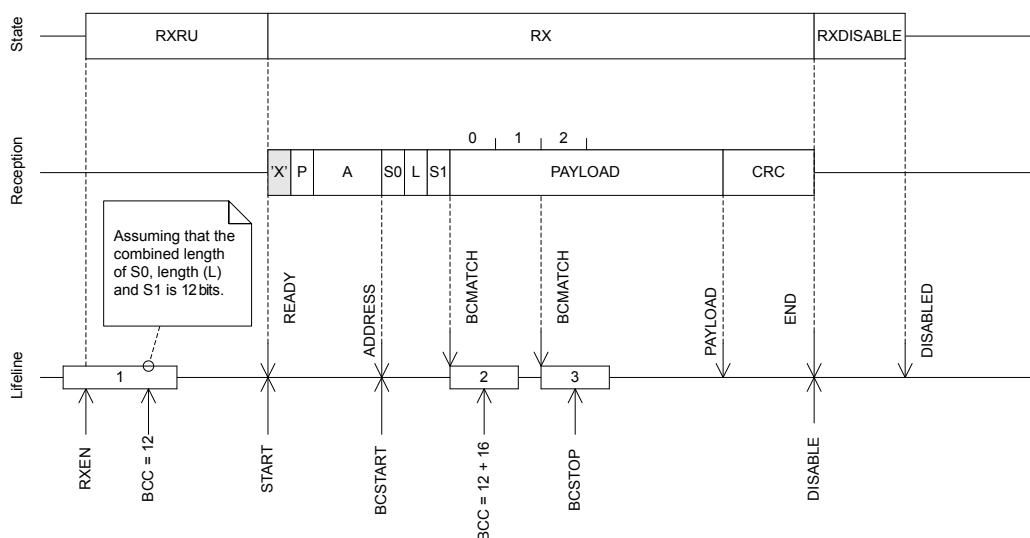 State
RXRU
RX
RXDISABLE
Reception
0
1
2
'X'
P
A
S0
L
S1
PAYLOAD
CRC
Assuming that the
combined length
of S0, length (L)
and S1 is 12 bits.
READY
ADDRESS
BCMATCH
BCMATCH
PAYLOAD
END
DISABLED
Lifeline
1
2
3
RXEN
BCC = 12
START
BCSTART
BCC = 12 + 16
BCSTOP
DISABLE